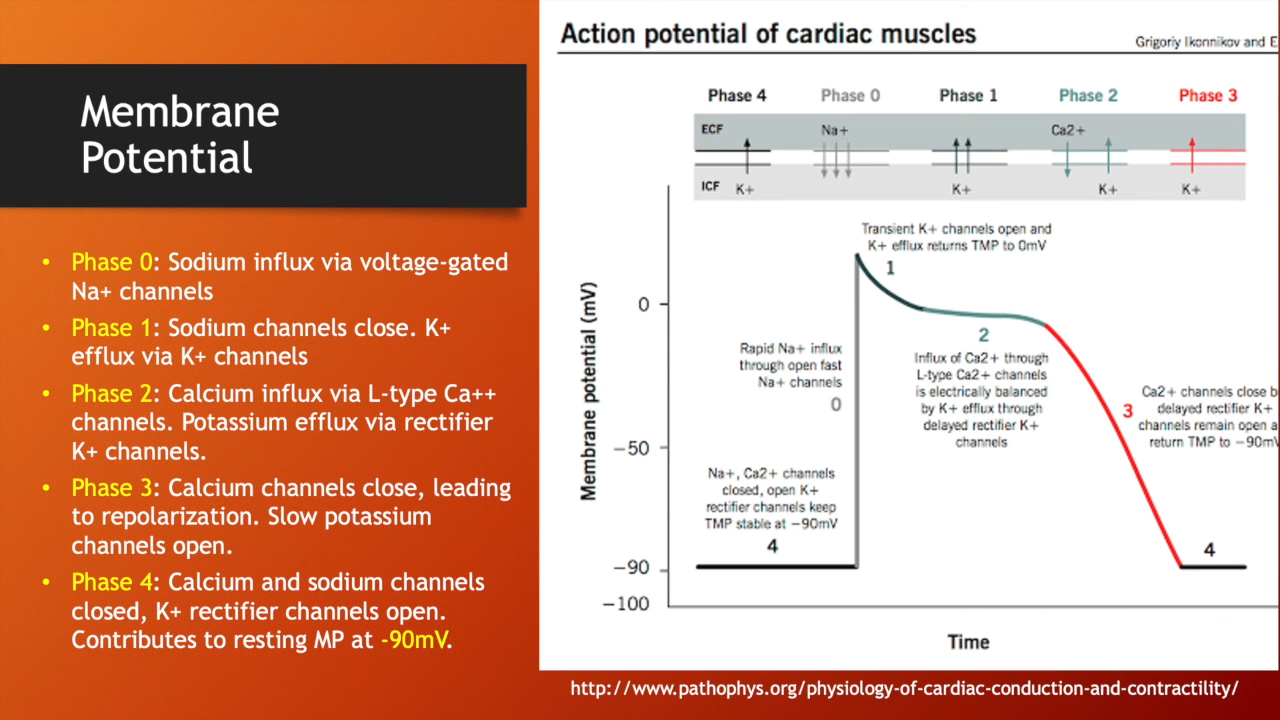 Membrane
Potential
• Phase 0: Sodium influx via voltage-gated
Na+ channels
• Phase 1: Sodium channels close. K+
efflux via K+ channels
• Phase 2: Calcium influx via L-type Ca++
channels. Potassium efflux via rectifier
K+ channels.
• Phase 3: Calcium channels close, leading
to repolarization. Slow potassium
channels open.
• Phase 4: Calcium and sodium channels
closed, K+ rectifier channels open.
Contributes to resting MP at -90mV.
Action potential of cardiac muscles
Grigoriy Ikonnikov and E
Phase 4 Phase 0 Phase 1 Phase 2 Phase 3
ECF Na+ Ca2+
ICF K+ K+ K+ K+
Transient K+ channels open and
K+ efflux returns TMP to 0mV
1
Membrane potential (mV)
0
−50
−90
−100
Rapid Na+ influx
through open fast
Na+ channels
0
2
Influx of Ca2+ through
L-type Ca2+ channels
is electrically balanced
by K+ efflux through
delayed rectifier K+
channels
3
Ca2+ channels close b
delayed rectifier K+
channels remain open a
return TMP to −90mV
Na+, Ca2+ channels
closed, open K+
rectifier channels keep
TMP stable at −90mV
4
4
Time
http://www.pathophys.org/physiology-of-cardiac-conduction-and-contractility/